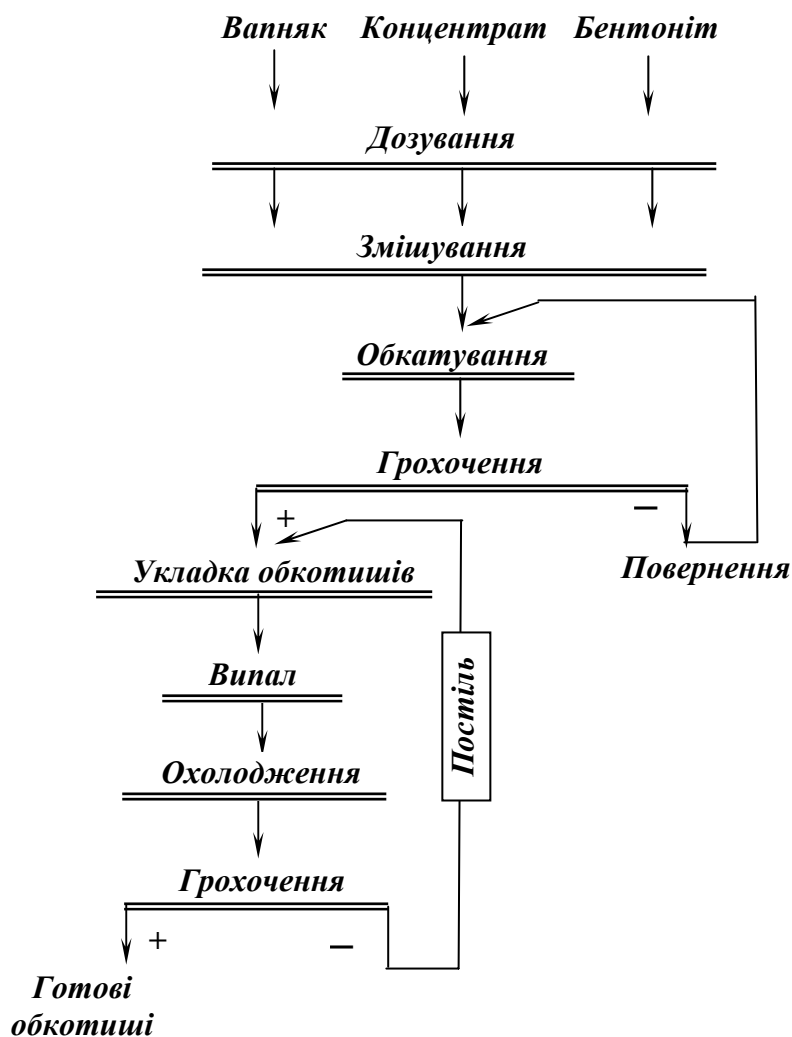 Вапняк Концентрат Бентоніт
Дозування
Змішування
Обкатування
Грохочення
+ –
Укладка обкотишів
Повернення
Випал
Постіль
Охолодження
Грохочення
+ –
Готові
обкотиші